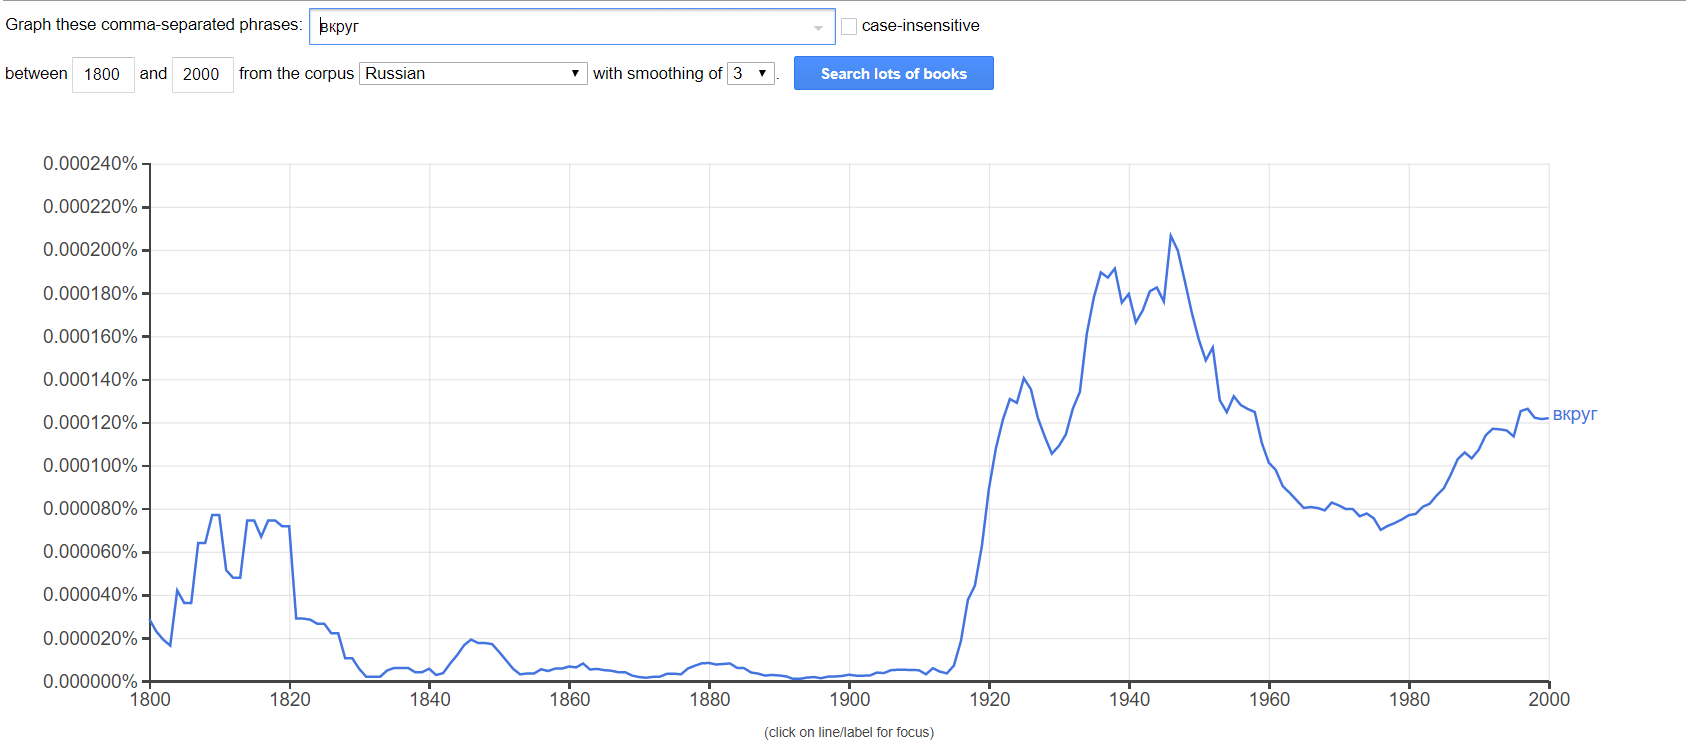 Graph these comma-separated phrases: вкруг case-insensitive
between 1800 and 2000 from the corpus Russian with smoothing of 3 . Search lots of books
0.000240%
0.000220%
0.000200%
0.000180%
0.000160%
0.000140%
0.000120%
вкруг
0.000100%
0.000080%
0.000060%
0.000040%
0.000020%
0.000000%
1800 1820 1840 1860 1880 1900 1920 1940 1960 1980 2000
(click on line/label for focus)